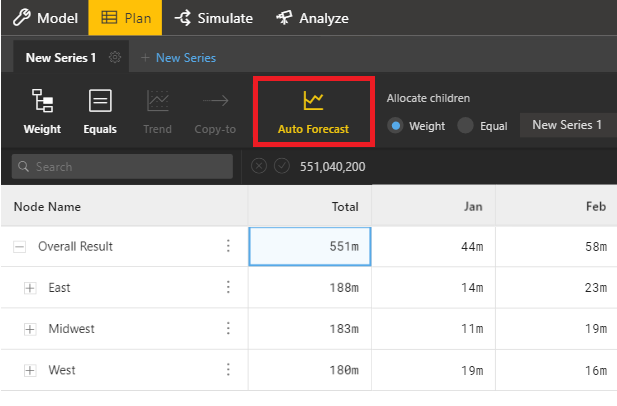 Model Plan Simulate Analyze
New Series 1 + New Series
Weight Equals Trend Copy-to Auto Forecast
Allocate children
Weight Equal New Series 1
Search 551,040,200
Node Name Total Jan Feb
Overall Result 551m 44m 58m
East 188m 14m 23m
Midwest 183m 11m 19m
West 180m 19m 16m